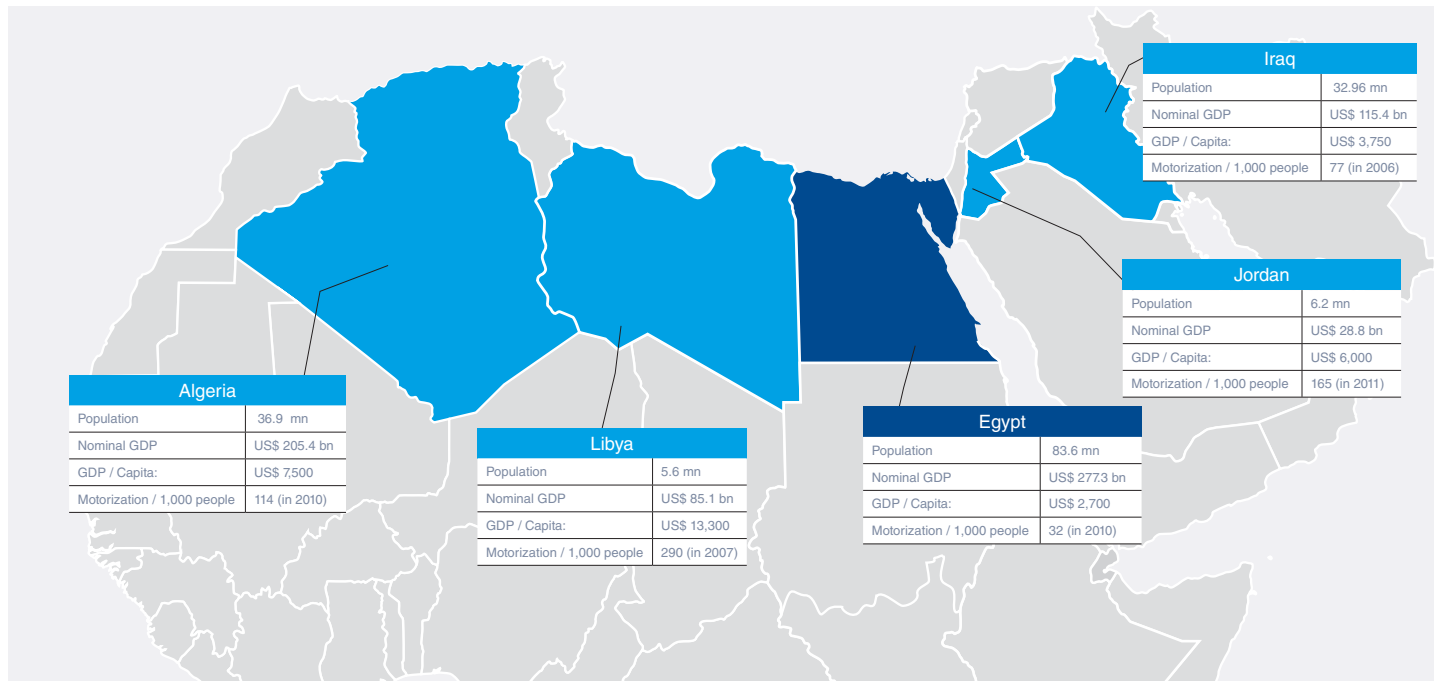 Iraq
Population 32.96 mn
Nominal GDP US$ 115.4 bn
GDP / Capita: US$ 3,750
Motorization / 1,000 people 77 (in 2006)
Jordan
Population 6.2 mn
Nominal GDP US$ 28.8 bn
GDP / Capita: US$ 6,000
Motorization / 1,000 people 165 (in 2011)
Algeria
Population 36.9 mn
Nominal GDP US$ 205.4 bn
GDP / Capita: US$ 7,500
Motorization / 1,000 people 114 (in 2010)
Libya
Population 5.6 mn
Nominal GDP US$ 85.1 bn
GDP / Capita: US$ 13,300
Motorization / 1,000 people 290 (in 2007)
Egypt
Population 83.6 mn
Nominal GDP US$ 277.3 bn
GDP / Capita: US$ 2,700
Motorization / 1,000 people 32 (in 2010)